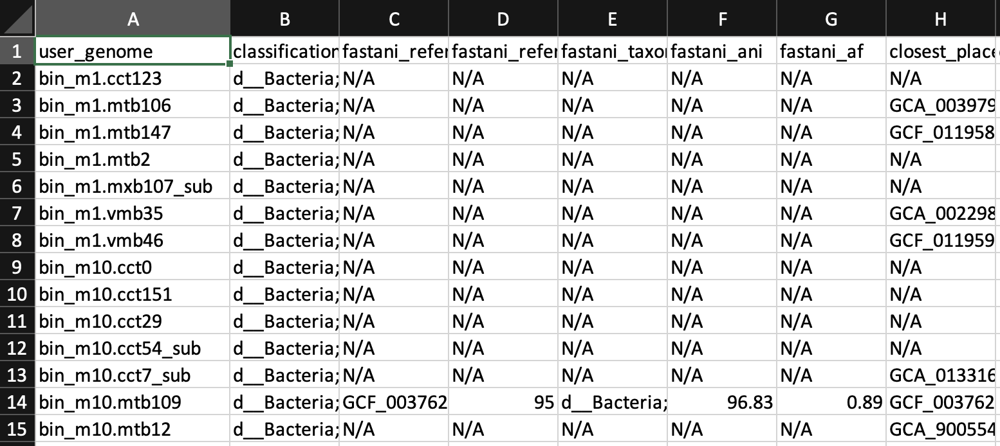 A B C D E F G H
1 user_genome classification fastani_refer fastani_refer fastani_taxo fastani_ani fastani_af closest_place
2 bin_m1.cct123 d__Bacteria; N/A N/A N/A N/A N/A N/A
3 bin_m1.mtb106 d__Bacteria; N/A N/A N/A N/A N/A GCA_003979
4 bin_m1.mtb147 d__Bacteria; N/A N/A N/A N/A N/A GCF_011958
5 bin_m1.mtb2 d__Bacteria; N/A N/A N/A N/A N/A N/A
6 bin_m1.mxb107_sub d__Bacteria; N/A N/A N/A N/A N/A N/A
7 bin_m1.vmb35 d__Bacteria; N/A N/A N/A N/A N/A GCA_002298
8 bin_m1.vmb46 d__Bacteria; N/A N/A N/A N/A N/A GCF_011959
9 bin_m10.cct0 d__Bacteria; N/A N/A N/A N/A N/A N/A
10 bin_m10.cct151 d__Bacteria; N/A N/A N/A N/A N/A N/A
11 bin_m10.cct29 d__Bacteria; N/A N/A N/A N/A N/A N/A
12 bin_m10.cct54_sub d__Bacteria; N/A N/A N/A N/A N/A N/A
13 bin_m10.cct7_sub d__Bacteria; N/A N/A N/A N/A N/A GCA_013316
14 bin_m10.mtb109 d__Bacteria; GCF_003762 95 d__Bacteria; 96.83 0.89 GCF_003762
15 bin_m10.mtb12 d__Bacteria; N/A N/A N/A N/A N/A GCA_900554